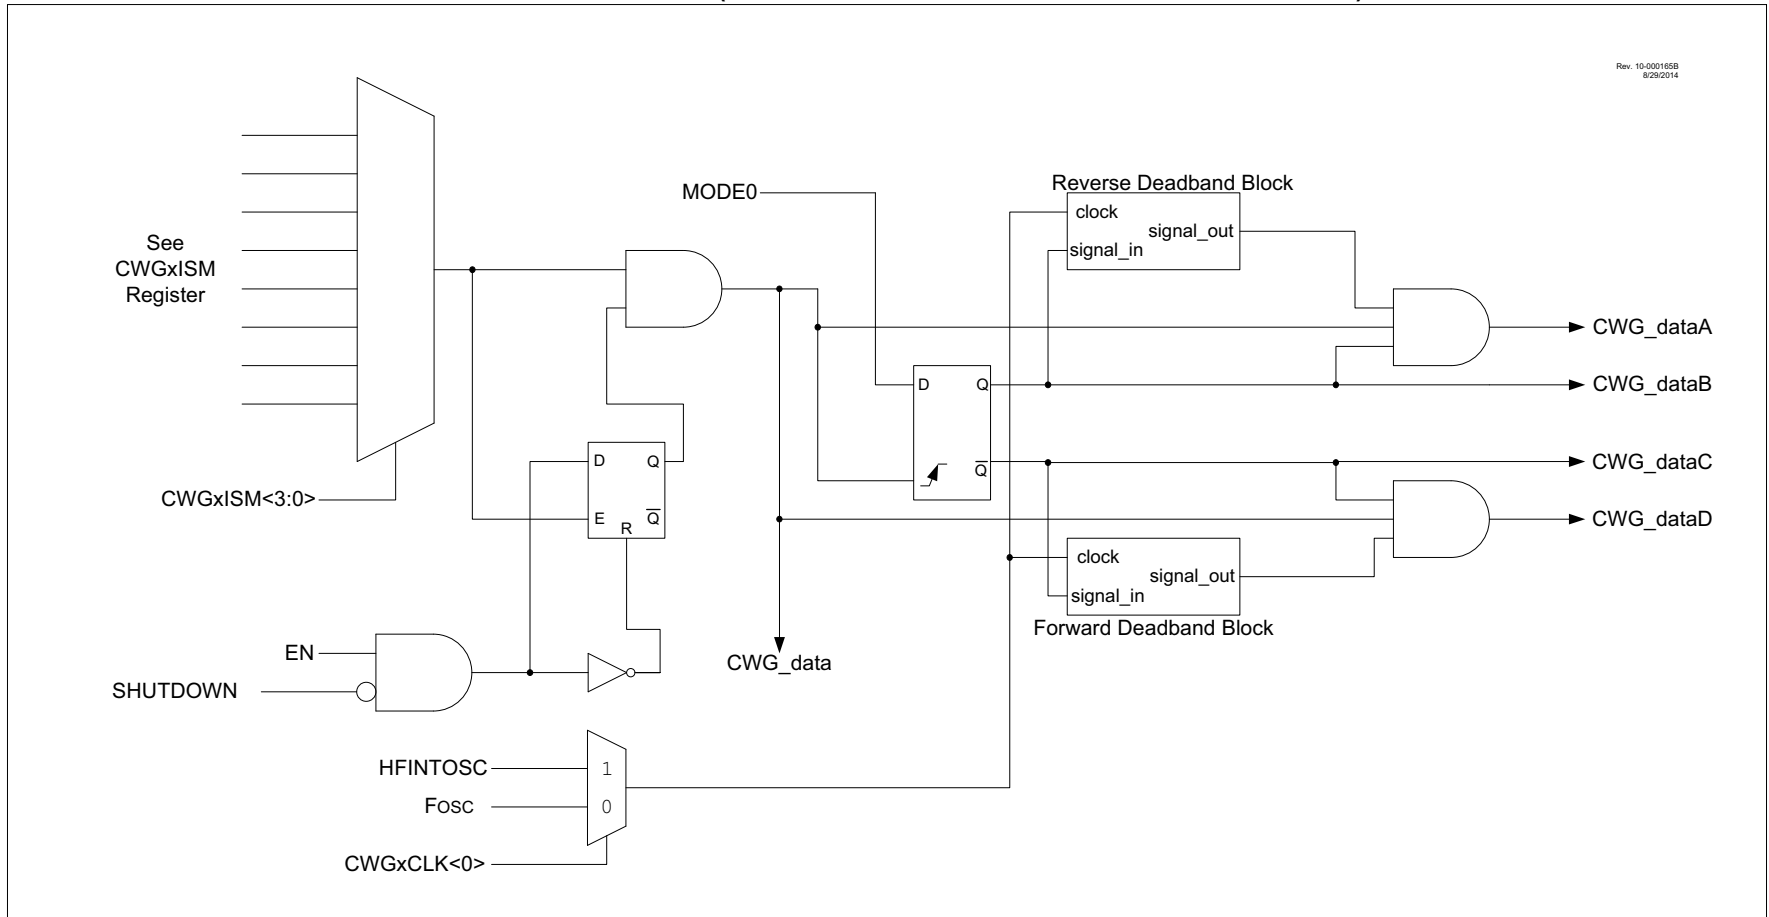 Rev. 10-000165B
8/29/2014
See
CWGxISM
Register
CWGxISM<3:0>
MODE0
Reverse Deadband Block
clock
signal_in
signal_out
D
Q
Q̅
CWG_dataA
CWG_dataB
CWG_dataC
CWG_dataD
D
Q
E
Q̅
R
clock
signal_in
signal_out
Forward Deadband Block
EN
SHUTDOWN
CWG_data
HFINTOSC
1
FOSC
0
CWGxCLK<0>